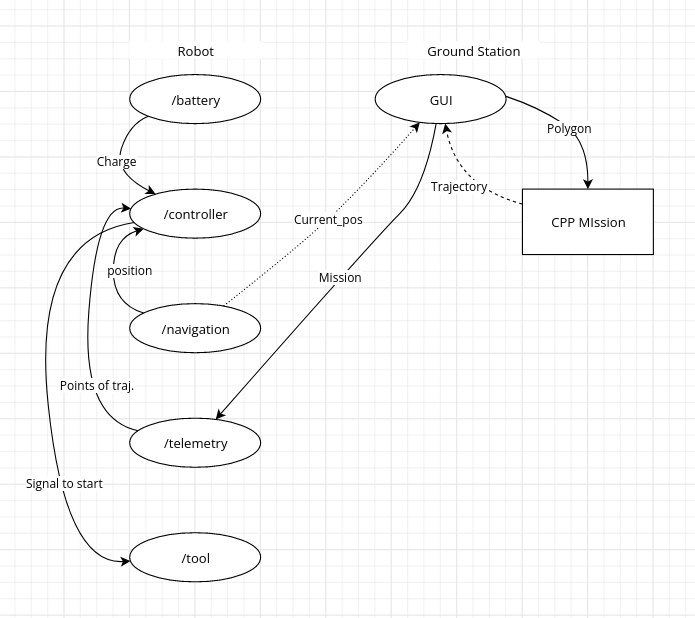 Robot
Ground Station
/battery
GUI
Polygon
Charge
Trajectory
/controller
Current_pos
CPP MIssion
position
Mission
/navigation
Points of traj.
/telemetry
Signal to start
/tool